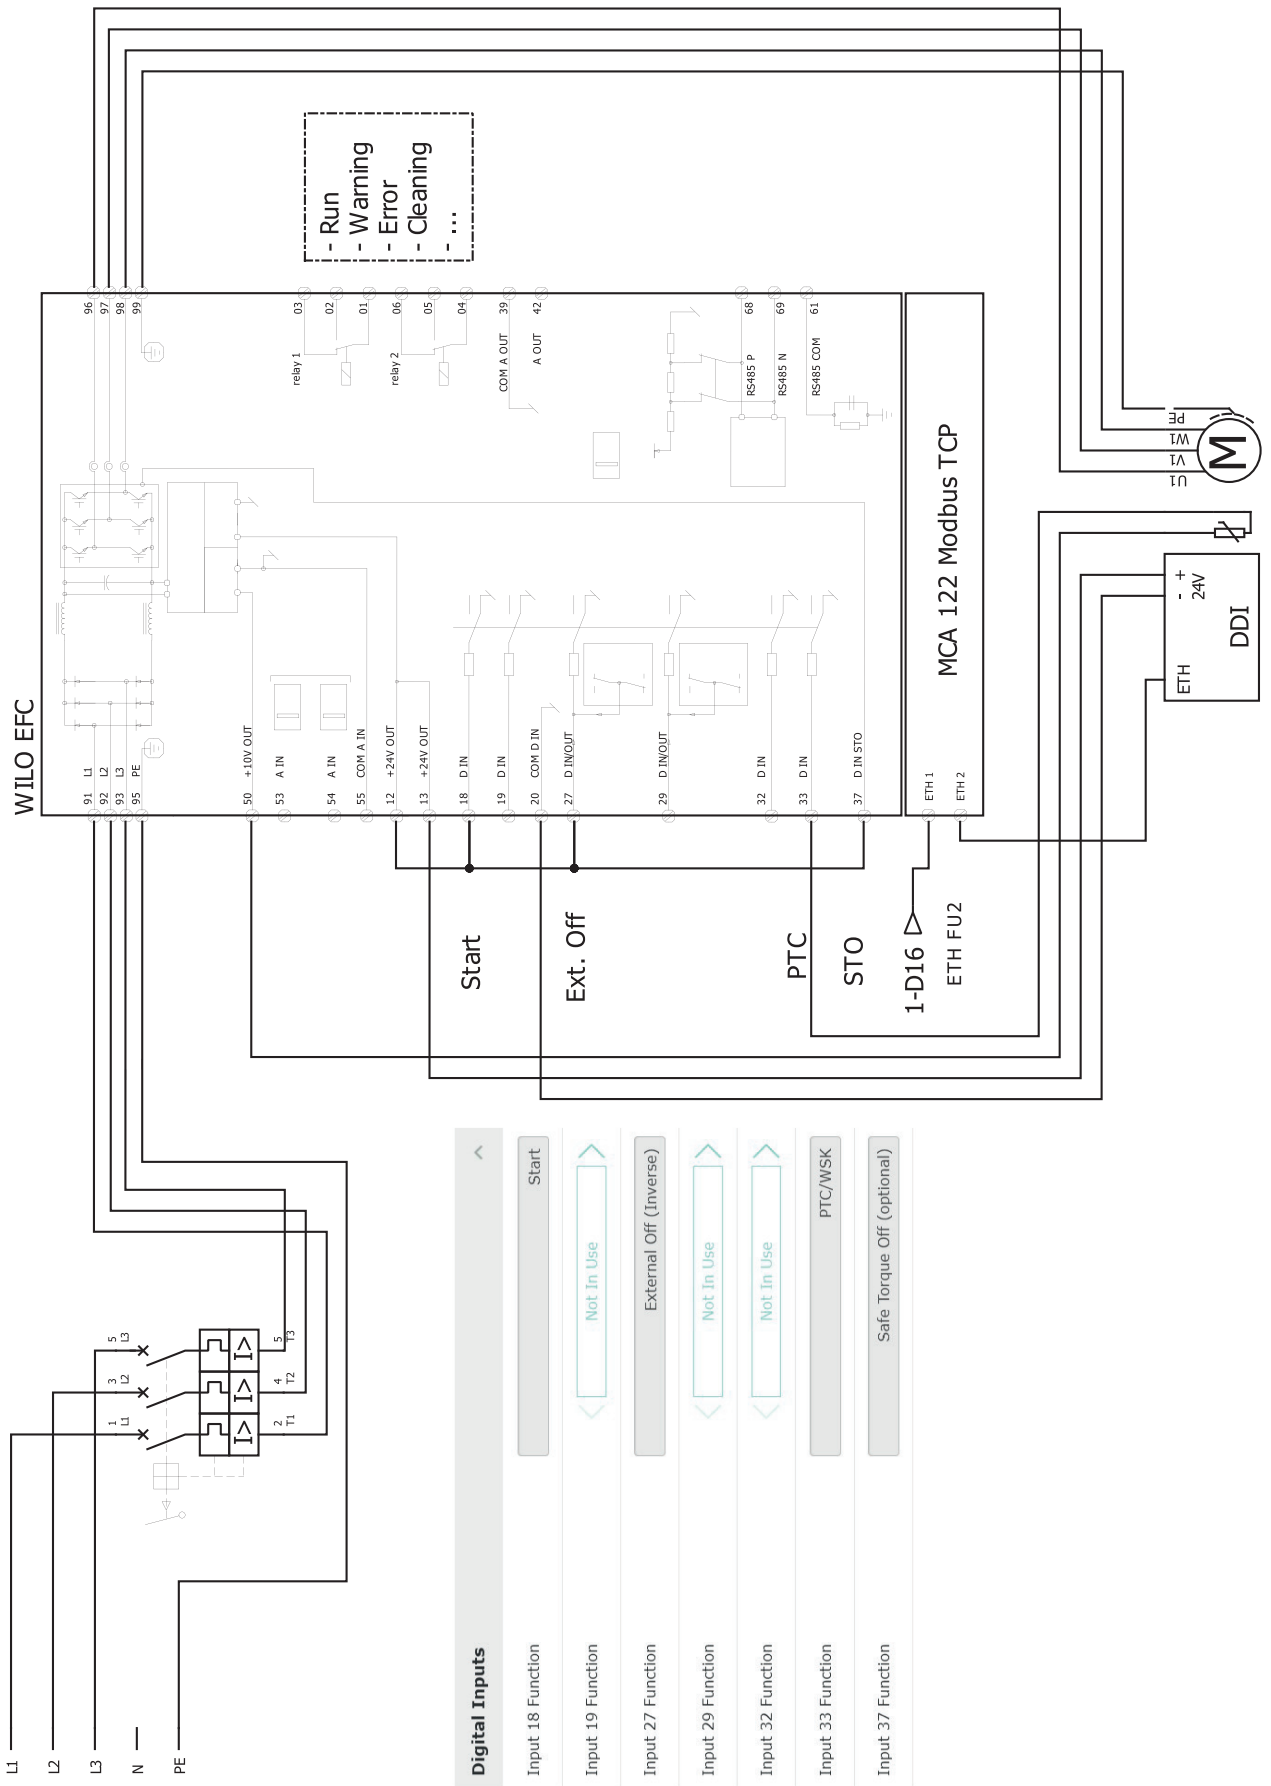 L1
L2
L3
N
PE
1
L1
3
L2
5
L3
I>
I>
I>
2
T1
4
T2
5
T3
WILO EFC
91 L1
92 L2
93 L3
95 PE
50 +10V OUT
53 A IN
54 A IN
55 COM A IN
12 +24V OUT
13 +24V OUT
18 D IN
19 D IN
20 COM D IN
27 D IN/OUT
29 D IN/OUT
32 D IN
33 D IN
37 D IN STO
ETH 1
ETH 2
MCA 122 Modbus TCP
96
97
98
99
relay 1
03
02
01
relay 2
06
05
04
COM A OUT 39
A OUT 42
RS485 P 68
RS485 N 69
RS485 COM 61
- Run
- Warning
- Error
- Cleaning
- ...
Start
Ext. Off
PTC
STO
1-D16
ETH FU2
U1
V1
W1
PE
M
ETH
- +
24V
DDI
Digital Inputs
Input 18 Function Start
Input 19 Function Not In Use
Input 27 Function External Off (Inverse)
Input 29 Function Not In Use
Input 32 Function Not In Use
Input 33 Function PTC/WSK
Input 37 Function Safe Torque Off (optional)